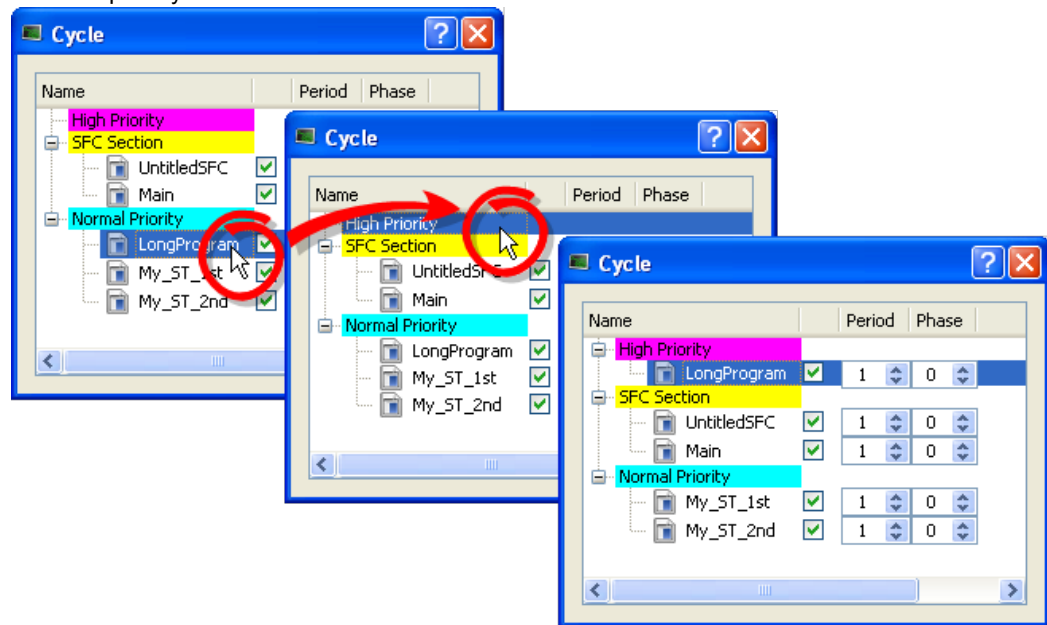 Cycle
Name Period Phase
High Priority
SFC Section
UntitledSFC
Main
Normal Priority
LongProgram
My_ST_1st
My_ST_2nd
Cycle
Name Period Phase
High Priority
SFC Section
UntitledSFC
Main
Normal Priority
LongProgram
My_ST_1st
My_ST_2nd
Cycle
Name Period Phase
High Priority
LongProgram 1 0
SFC Section
UntitledSFC 1 0
Main 1 0
Normal Priority
My_ST_1st 1 0
My_ST_2nd 1 0